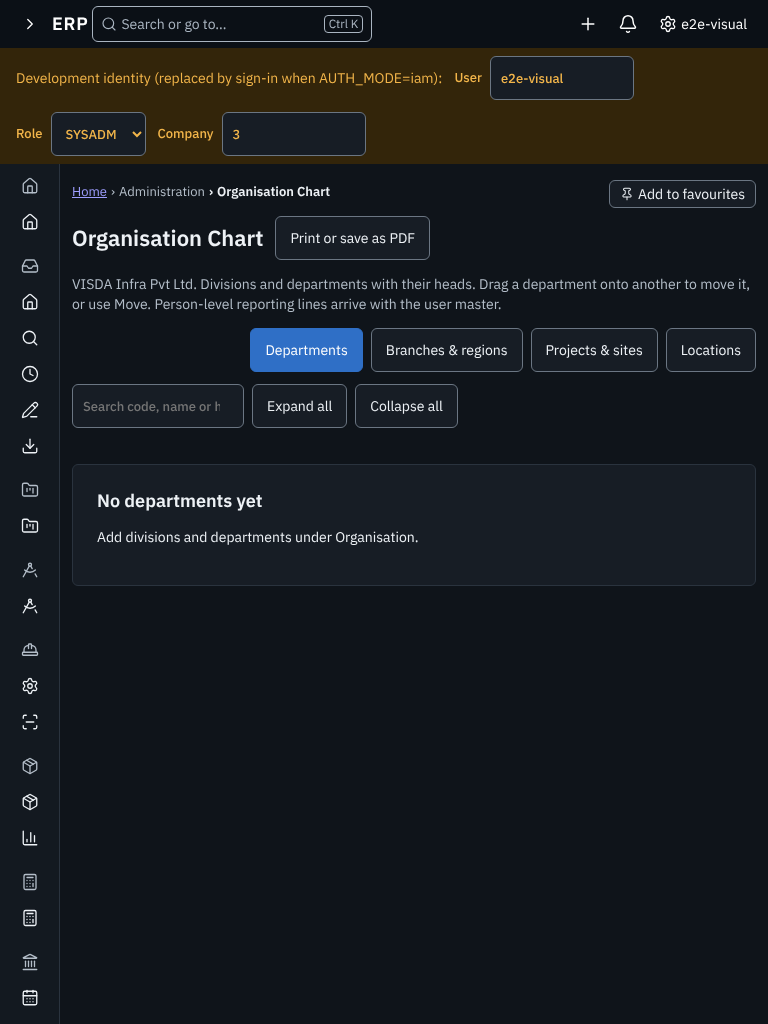 ERP
Search or go to...
Ctrl K
e2e-visual
Development identity (replaced by sign-in when AUTH_MODE=iam):
User
e2e-visual
Role
SYSADM
Company
3
Home › Administration › Organisation Chart
Add to favourites
Organisation Chart
Print or save as PDF
VISDA Infra Pvt Ltd. Divisions and departments with their heads. Drag a department onto another to move it,
or use Move. Person-level reporting lines arrive with the user master.
Departments
Branches & regions
Projects & sites
Locations
Search code, name or h
Expand all
Collapse all
No departments yet
Add divisions and departments under Organisation.